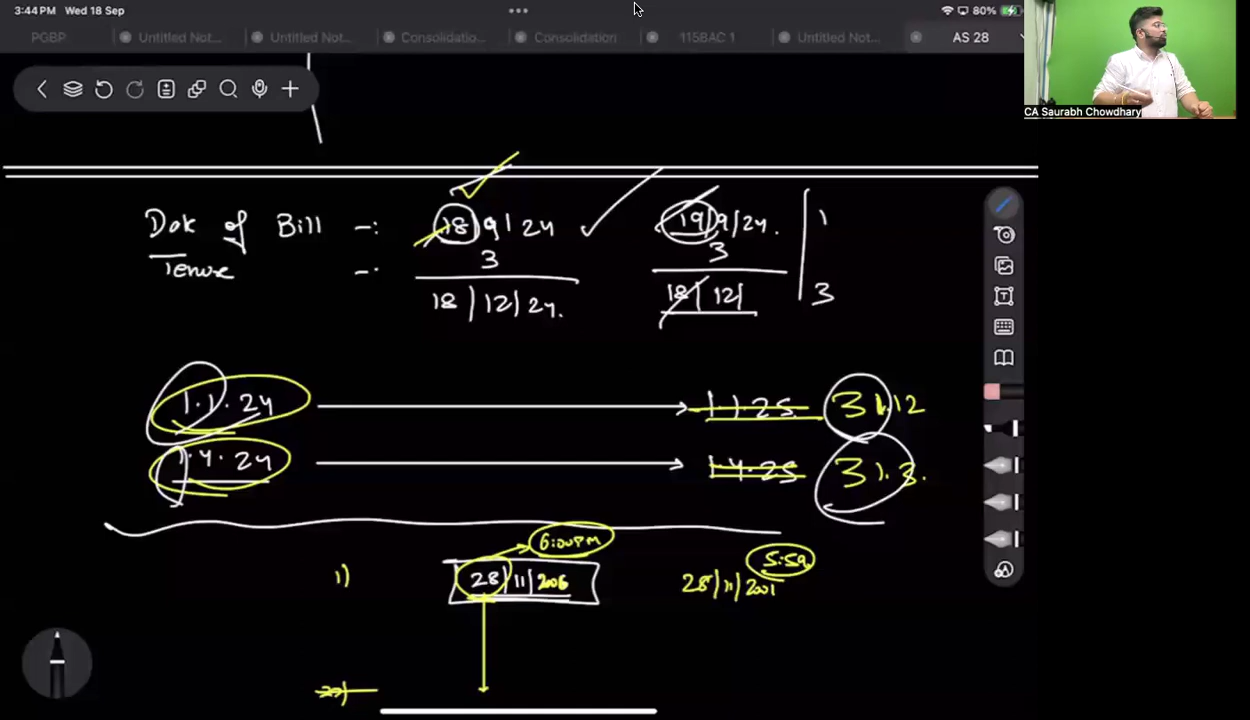 3:44 PM Wed 18 Sep
80%
PGBP Untitled Not... Untitled Not... Consolidatio... Consolidation 115BAC 1 Untitled Not... AS 28
CA Saurabh Chowdhary
Date of Bill -: 18/9/24 19/9/24. 1
Tenure -: 3 3
18/12/24. 18/12/ 3
1.1.24 1.1.25 31.12
1.4.24 1.4.25 31.3.
6:00PM
5:59
1) 28/11/2006 28/11/2001